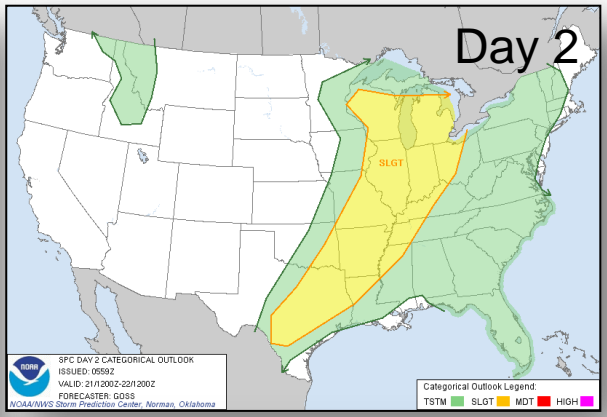 Day 2
SLGT
NOAA
SPC DAY 2 CATEGORICAL OUTLOOK
ISSUED: 0559Z
VALID: 21/1200Z-22/1200Z
FORECASTER: GOSS
NOAA/NWS Storm Prediction Center, Norman, Oklahoma
Categorical Outlook Legend:
TSTM SLGT MDT HIGH